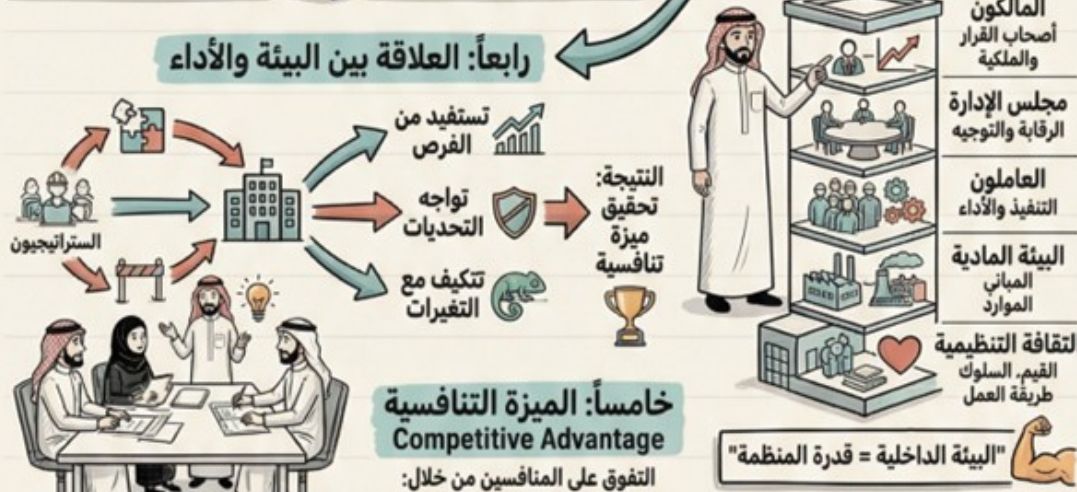 رابعاً: العلاقة بين البيئة والأداء
الستراتيجيون
تستفيد من
الفرص
تواجه
التحديات
تتكيف مع
التغيرات
النتيجة:
تحقيق
ميزة
تنافسية
المالكون
أصحاب القرار
والملكية
مجلس الإدارة
الرقابة والتوجيه
العاملون
التنفيذ والأداء
البيئة المادية
المباني
الموارد
لثقافة التنظيمية
القيم. السلوك
طريقة العمل
"البيئة الداخلية = قدرة المنظمة"
خامساً: الميزة التنافسية
Competitive Advantage
التفوق على المنافسين من خلال: